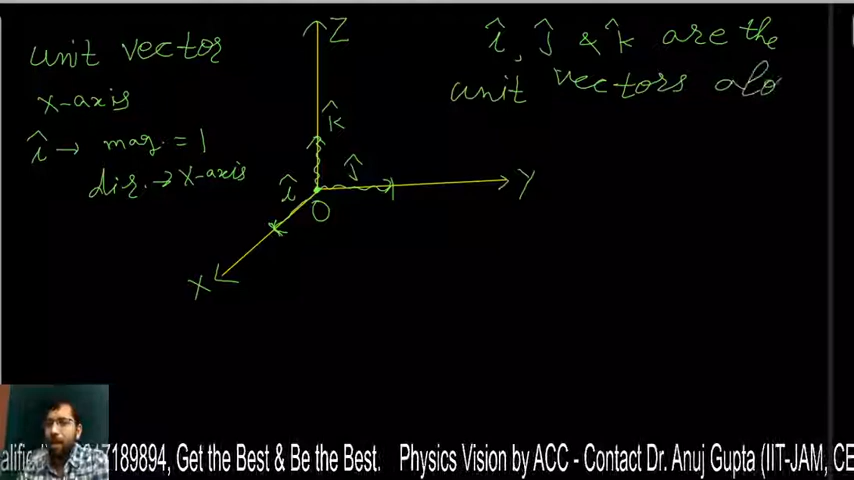 unit vector
x-axis
î → mag. = 1
dir. → x-axis
Z
k̂
ĵ
î
O
Y
X
î, ĵ & k̂ are the
unit vectors alo
7189894, Get the Best & Be the Best. Physics Vision by ACC - Contact Dr. Anuj Gupta (IIT-JAM, CE